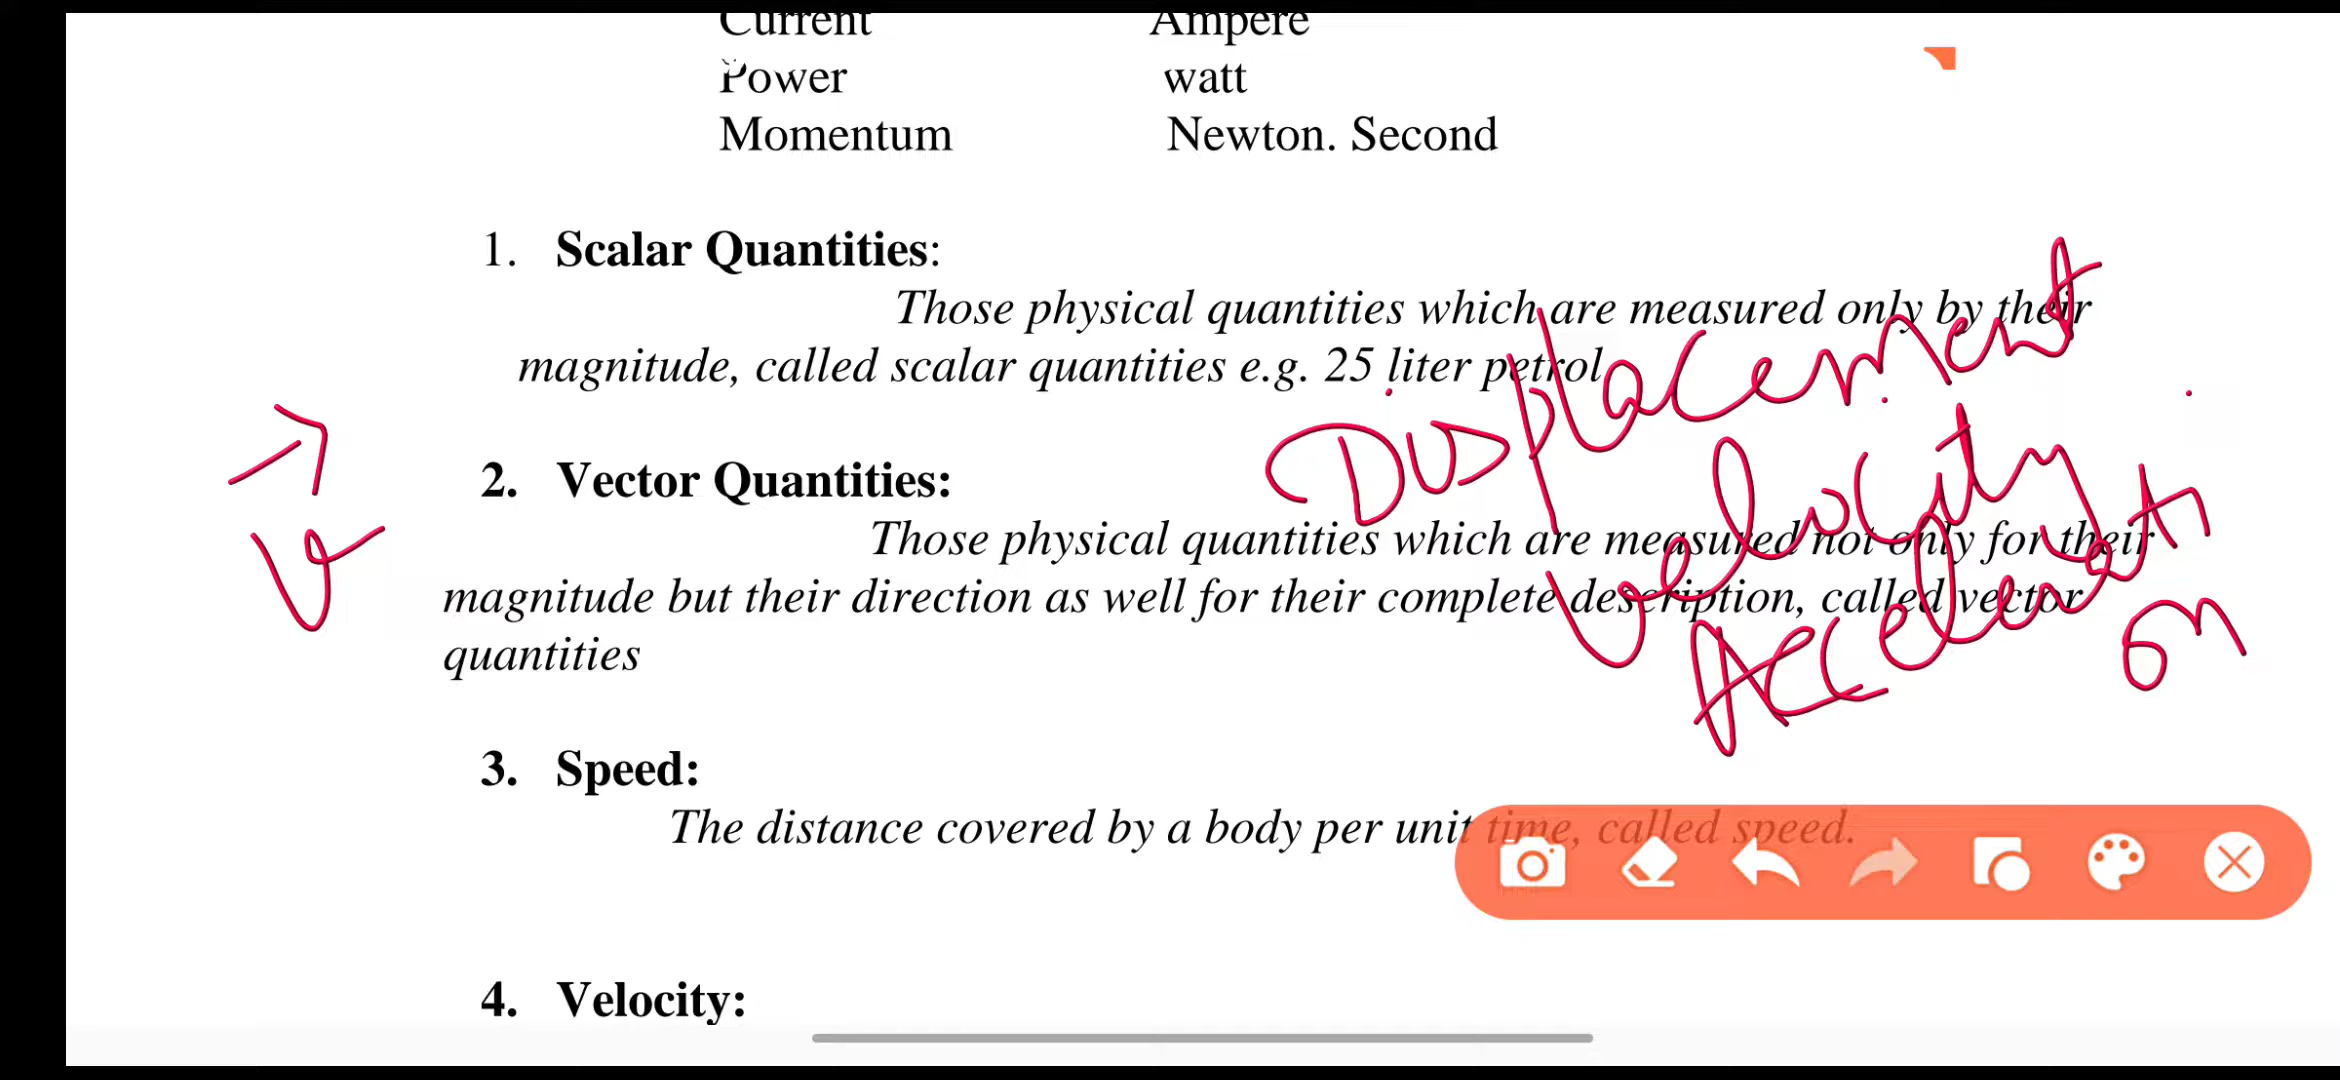 Current Ampere
Power watt
Momentum Newton. Second
1. Scalar Quantities:
Those physical quantities which are measured only by their
magnitude, called scalar quantities e.g. 25 liter petrol
Displacement
2. Vector Quantities:
velocity
Those physical quantities which are measured not only for their
magnitude but their direction as well for their complete description, called vector
quantities
Accelerati
on
V
3. Speed:
The distance covered by a body per unit time, called speed.
4. Velocity: